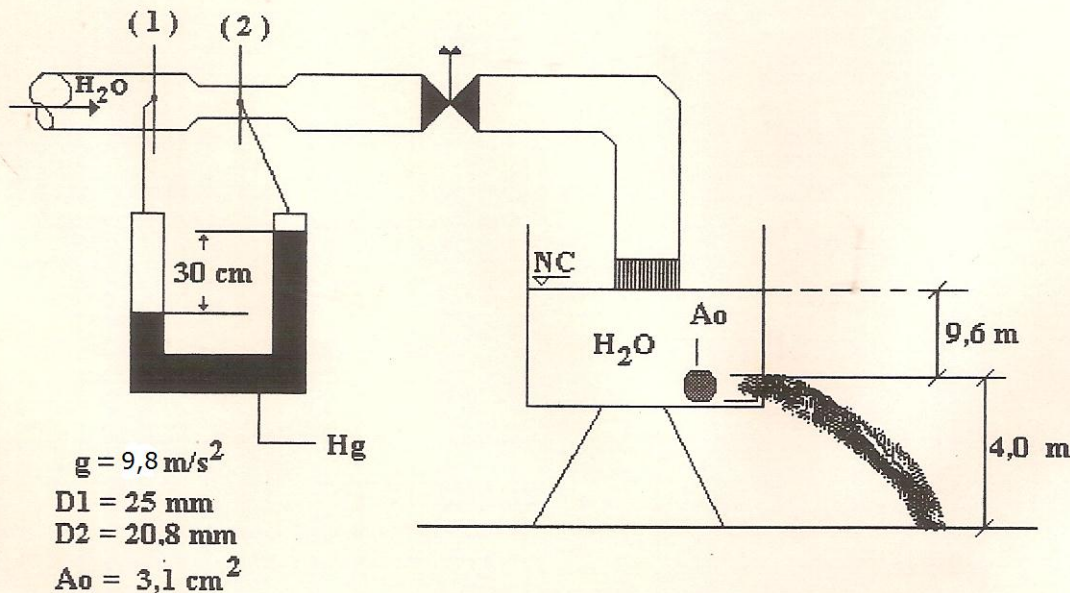 (1) (2)
H₂O
30 cm
NC
Ao
H₂O
9,6 m
4,0 m
Hg
g = 9,8 m/s²
D1 = 25 mm
D2 = 20,8 mm
Ao = 3,1 cm²